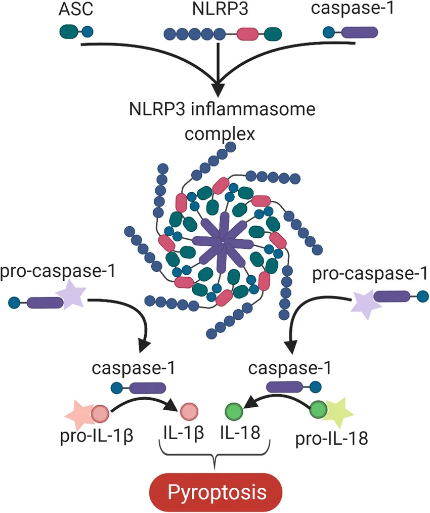 ASC
NLRP3
caspase-1
NLRP3 inflammasome
complex
pro-caspase-1
pro-caspase-1
caspase-1
caspase-1
pro-IL-1β
IL-1β
IL-18
pro-IL-18
Pyroptosis